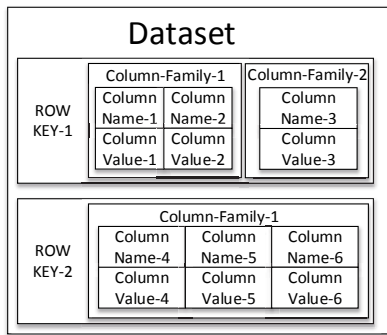 Dataset
Column-Family-1 Column-Family-2
ROW KEY-1
Column Name-1 Column Name-2 Column Name-3
Column Value-1 Column Value-2 Column Value-3
Column-Family-1
ROW KEY-2
Column Name-4 Column Name-5 Column Name-6
Column Value-4 Column Value-5 Column Value-6